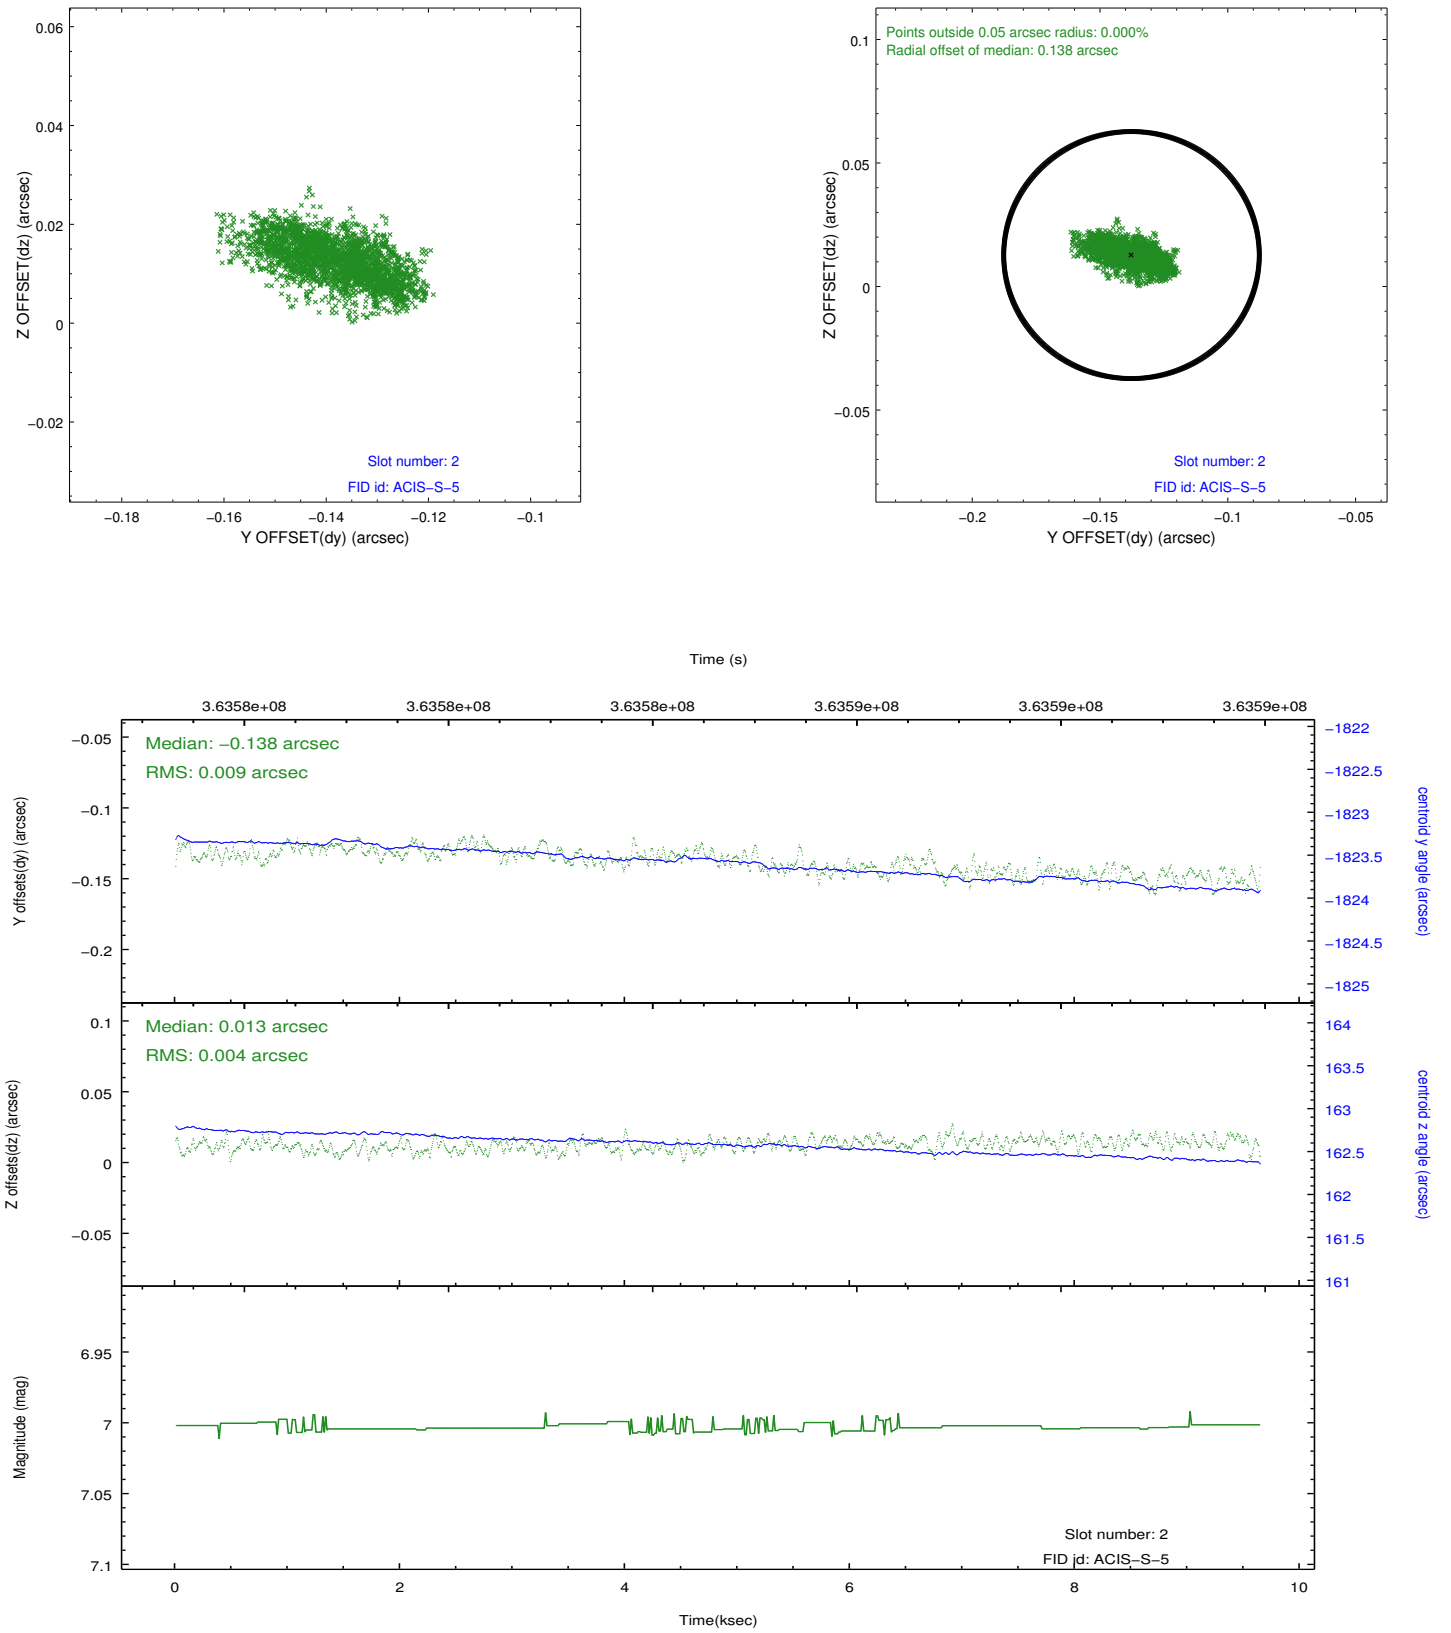 0.06
0.04
0.02
0
−0.02
Z OFFSET(dz) (arcsec)
Slot number: 2
FID id: ACIS−S−5
−0.18 −0.16 −0.14 −0.12 −0.1
Y OFFSET(dy) (arcsec)
Points outside 0.05 arcsec radius: 0.000%
Radial offset of median: 0.138 arcsec
0.1
0.05
0
−0.05
Z OFFSET(dz) (arcsec)
Slot number: 2
FID id: ACIS−S−5
−0.2 −0.15 −0.1 −0.05
Y OFFSET(dy) (arcsec)
Time (s)
3.6358e+08 3.6358e+08 3.6358e+08 3.6359e+08 3.6359e+08 3.6359e+08
Median: −0.138 arcsec
RMS: 0.009 arcsec
−0.05
−0.1
−0.15
−0.2
Y offsets(dy) (arcsec)
−1822
−1822.5
−1823
−1823.5
−1824
−1824.5
−1825
centroid y angle (arcsec)
Median: 0.013 arcsec
RMS: 0.004 arcsec
0.1
0.05
0
−0.05
Z offsets(dz) (arcsec)
164
163.5
163
162.5
162
161.5
161
centroid z angle (arcsec)
6.95
7
7.05
7.1
Magnitude (mag)
Slot number: 2
FID id: ACIS−S−5
0 2 4 6 8 10
Time(ksec)